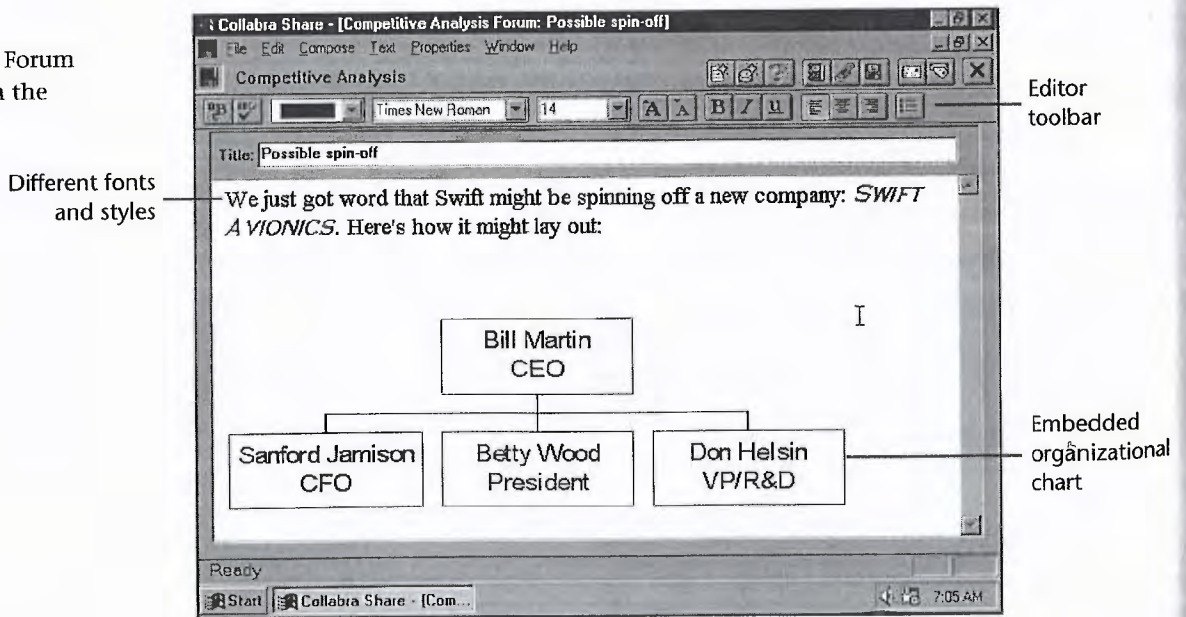 Forum
the
Different fonts
and styles
Collabra Share - [Competitive Analysis Forum: Possible spin-off]
File Edit Compose Text Properties Window Help
Competitive Analysis
Times New Roman 14 A A B I U
Title: Possible spin-off
We just got word that Swift might be spinning off a new company: SWIFT
AVIONICS. Here's how it might lay out:
Bill Martin
CEO
Sanford Jamison
CFO
Betty Wood
President
Don Helsin
VP/R&D
Ready
Start Collabra Share - [Com...
7:05 AM
Editor
toolbar
Embedded
organizational
chart